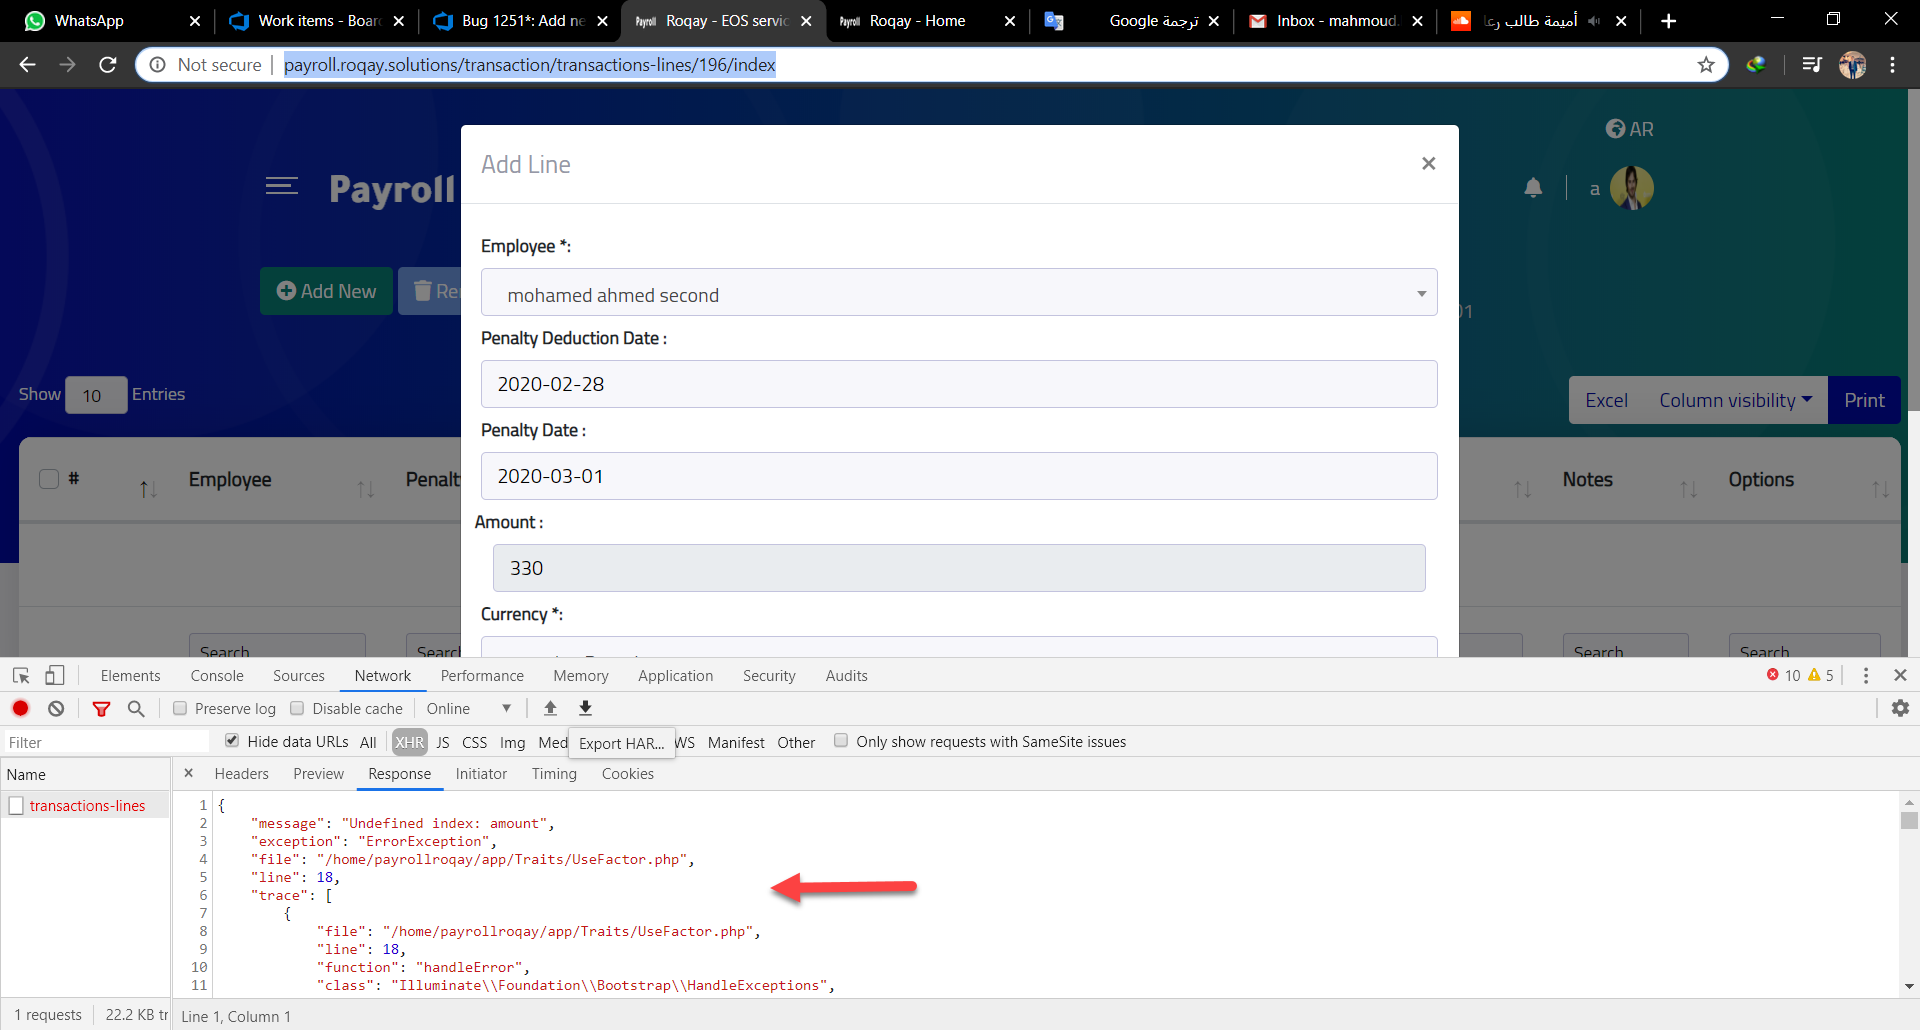 WhatsApp
Work items - Boar
Bug 1251*: Add ne
Payroll Roqay - EOS servic
Payroll Roqay - Home
ترجمة Google
Inbox - mahmoud.
أميمة طالب رعا
Not secure | payroll.roqay.solutions/transaction/transactions-lines/196/index
AR
Add Line ×
Payroll
a
Employee *:
Add New
Re
mohamed ahmed second
Penalty Deduction Date :
2020-02-28
Show 10 Entries
Excel
Column visibility
Print
Penalty Date :
2020-03-01
#
Employee
Penalt
Notes
Options
Amount :
330
Currency *:
Search
Search
Search
Elements Console Sources Network Performance Memory Application Security Audits 10 5
Preserve log Disable cache Online
Filter
Hide data URLs All XHR JS CSS Img Med Export HAR... WS Manifest Other Only show requests with SameSite issues
Name
× Headers Preview Response Initiator Timing Cookies
transactions-lines
1 {
2 "message": "Undefined index: amount",
3 "exception": "ErrorException",
4 "file": "/home/payrollroqay/app/Traits/UseFactor.php",
5 "line": 18,
6 "trace": [
7 {
8 "file": "/home/payrollroqay/app/Traits/UseFactor.php",
9 "line": 18,
10 "function": "handleError",
11 "class": "Illuminate\\Foundation\\Bootstrap\\HandleExceptions",
1 requests
22.2 KB tr
Line 1, Column 1